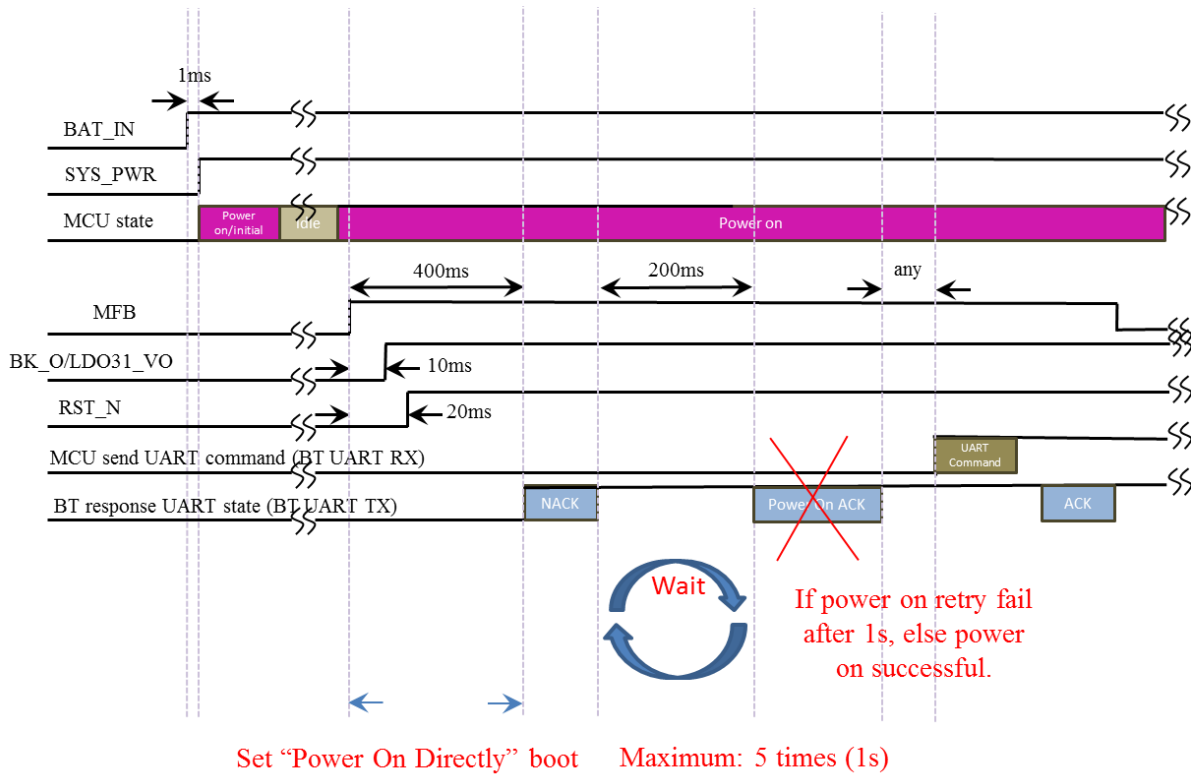 1ms
BAT_IN
SYS_PWR
MCU state
Power
on/initial
Idle
Power on
400ms
200ms
any
MFB
BK_O/LDO31_VO
10ms
RST_N
20ms
MCU send UART command (BT UART RX)
UART
Command
BT response UART state (BT UART TX)
NACK
Power On ACK
ACK
Wait
If power on retry fail
after 1s, else power
on successful.
Set “Power On Directly” boot
Maximum: 5 times (1s)